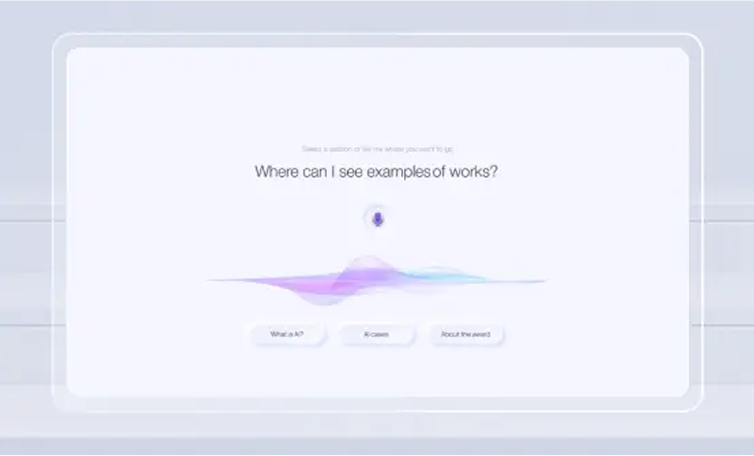 Select a section or tell me where you want to go
Where can I see examples of works?
What is AI?
AI cases
About the award